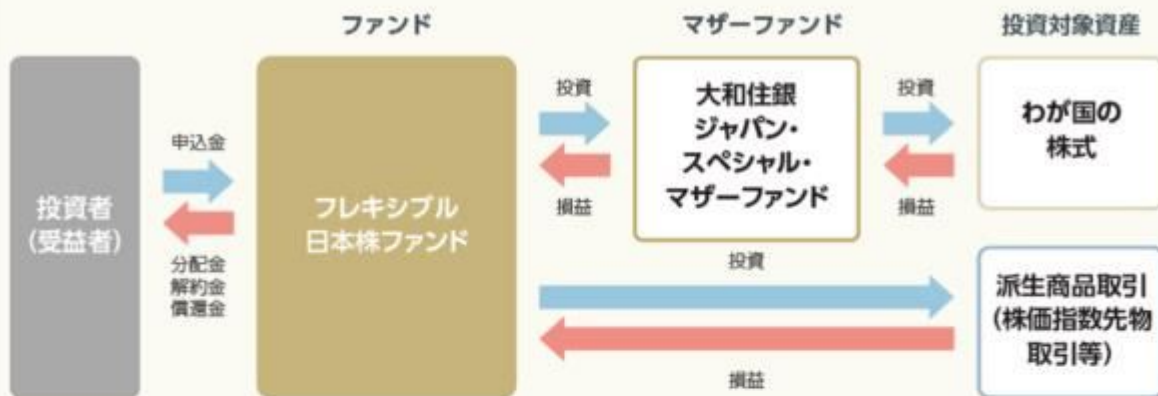 ファンド
マザーファンド
投資対象資産
投資者
(受益者)
申込金
分配金
解約金
償還金
フレキシブル
日本株ファンド
投資
損益
大和住銀
ジャパン・
スペシャル・
マザーファンド
投資
損益
わが国の
株式
投資
損益
派生商品取引
(株価指数先物
取引等)